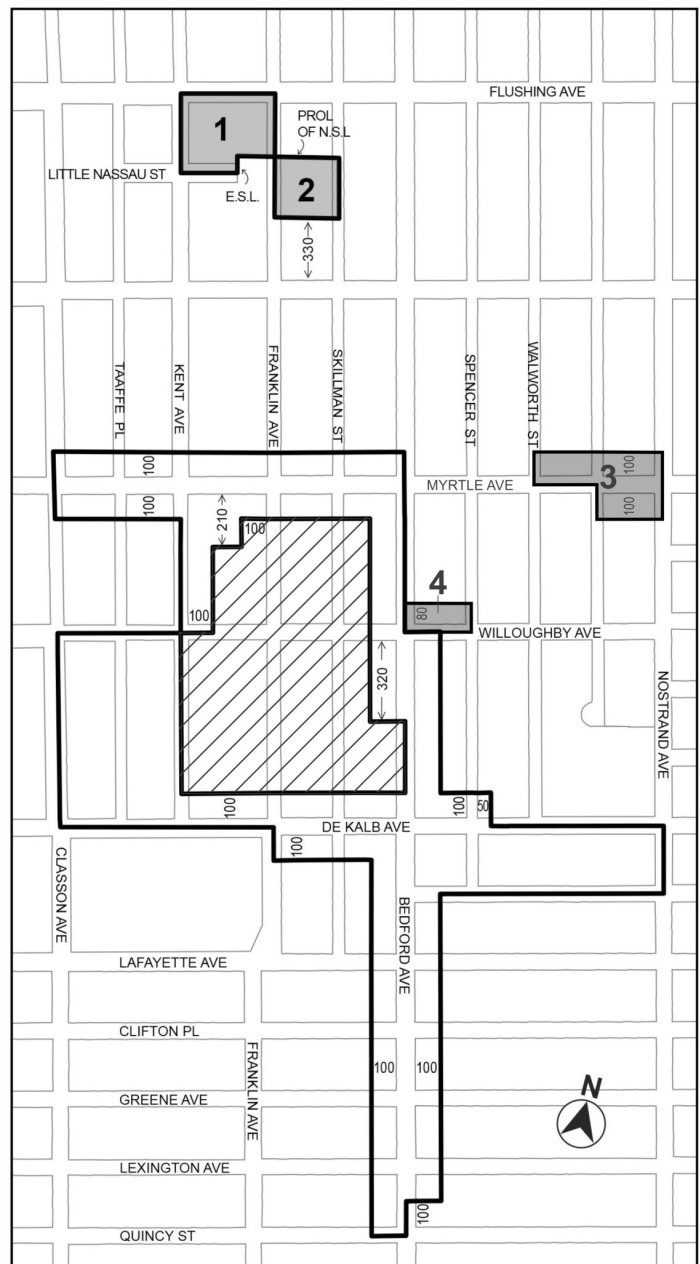 FLUSHING AVE
1
PROL
OF N.S.L
LITTLE NASSAU ST
E.S.L.
2
330
TAAFFE PL
KENT AVE
FRANKLIN AVE
SKILLMAN ST
SPENCER ST
WALWORTH ST
100
100
3
MYRTLE AVE
100
100
210
100
100
4
80
WILLOUGHBY AVE
100
320
NOSTRAND AVE
100
100
50
DE KALB AVE
100
CLASSON AVE
BEDFORD AVE
LAFAYETTE AVE
CLIFTON PL
FRANKLIN AVE
100
100
GREENE AVE
N
LEXINGTON AVE
100
QUINCY ST